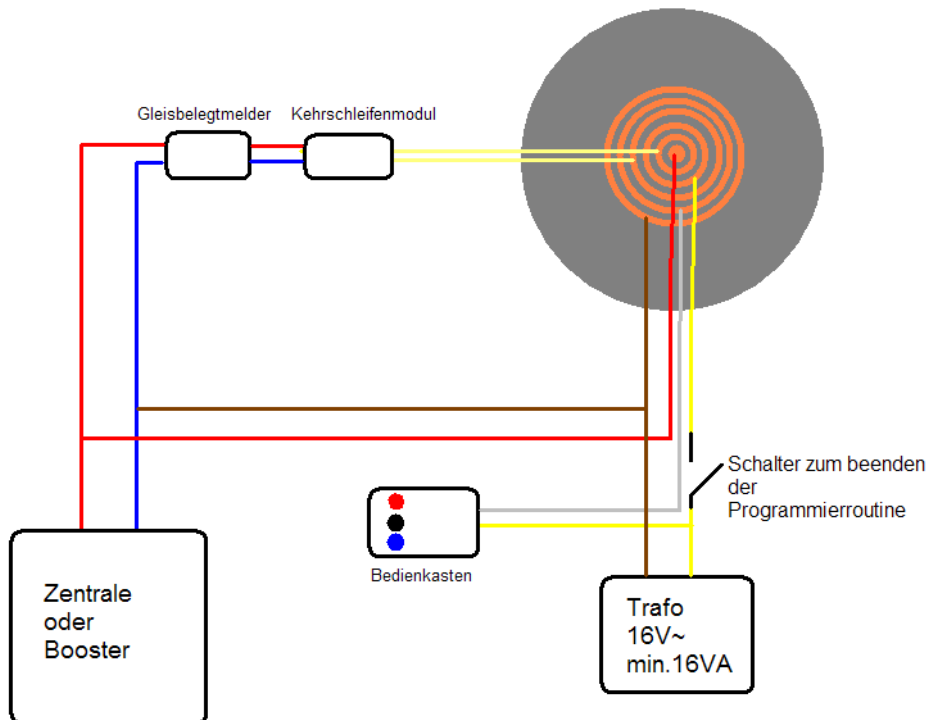 Gleisbelegtmelder
Kehrschleifenmodul
Schalter zum beenden
der
Programmierroutine
Bedienkasten
Zentrale
oder
Booster
Trafo
16V~
min.16VA